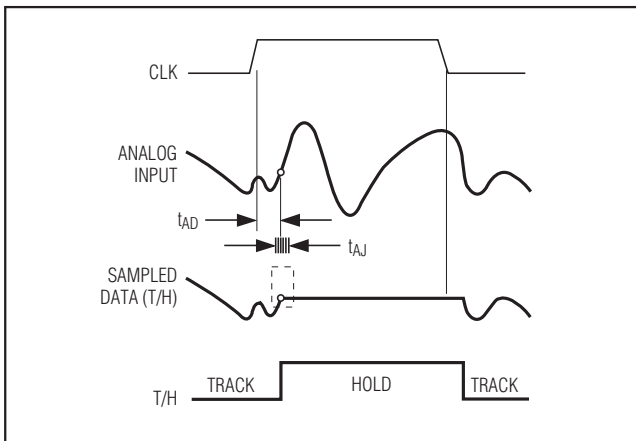 CLK
ANALOG
INPUT
tAD
tAJ
SAMPLED
DATA (T/H)
TRACK HOLD TRACK
T/H